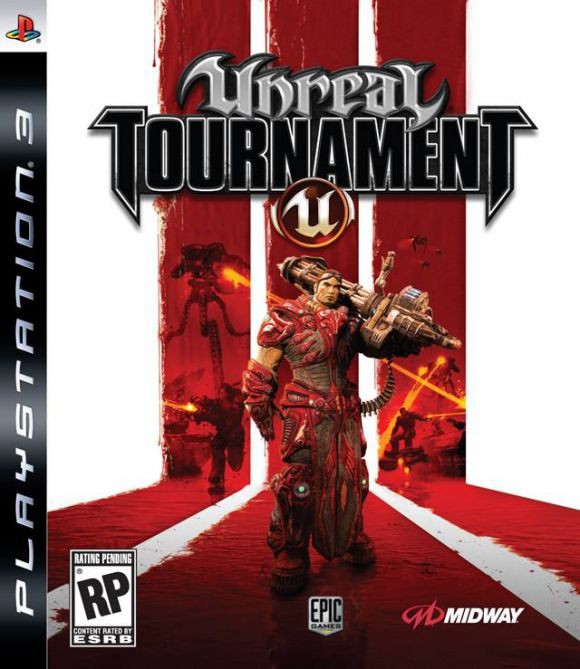 PLAYSTATION 3
Unreal
TOURNAMENT
U
RATING PENDING
RP
CONTENT RATED BY
ESRB
EPIC
GAMES
MIDWAY